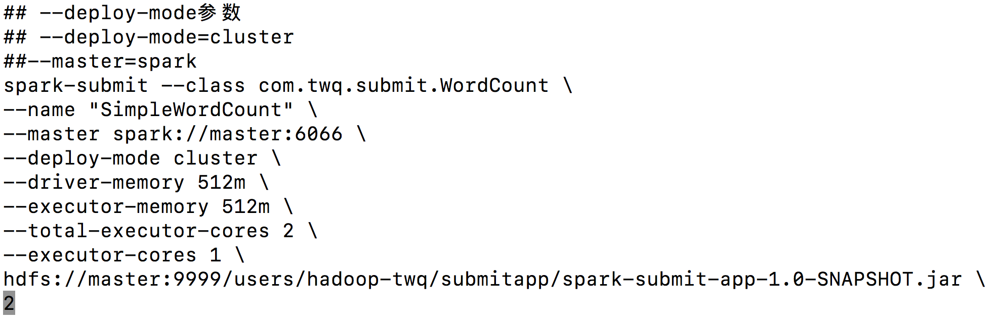 ## --deploy-mode参数
## --deploy-mode=cluster
##--master=spark
spark-submit --class com.twq.submit.WordCount \
--name "SimpleWordCount" \
--master spark://master:6066 \
--deploy-mode cluster \
--driver-memory 512m \
--executor-memory 512m \
--total-executor-cores 2 \
--executor-cores 1 \
hdfs://master:9999/users/hadoop-twq/submitapp/spark-submit-app-1.0-SNAPSHOT.jar \
2